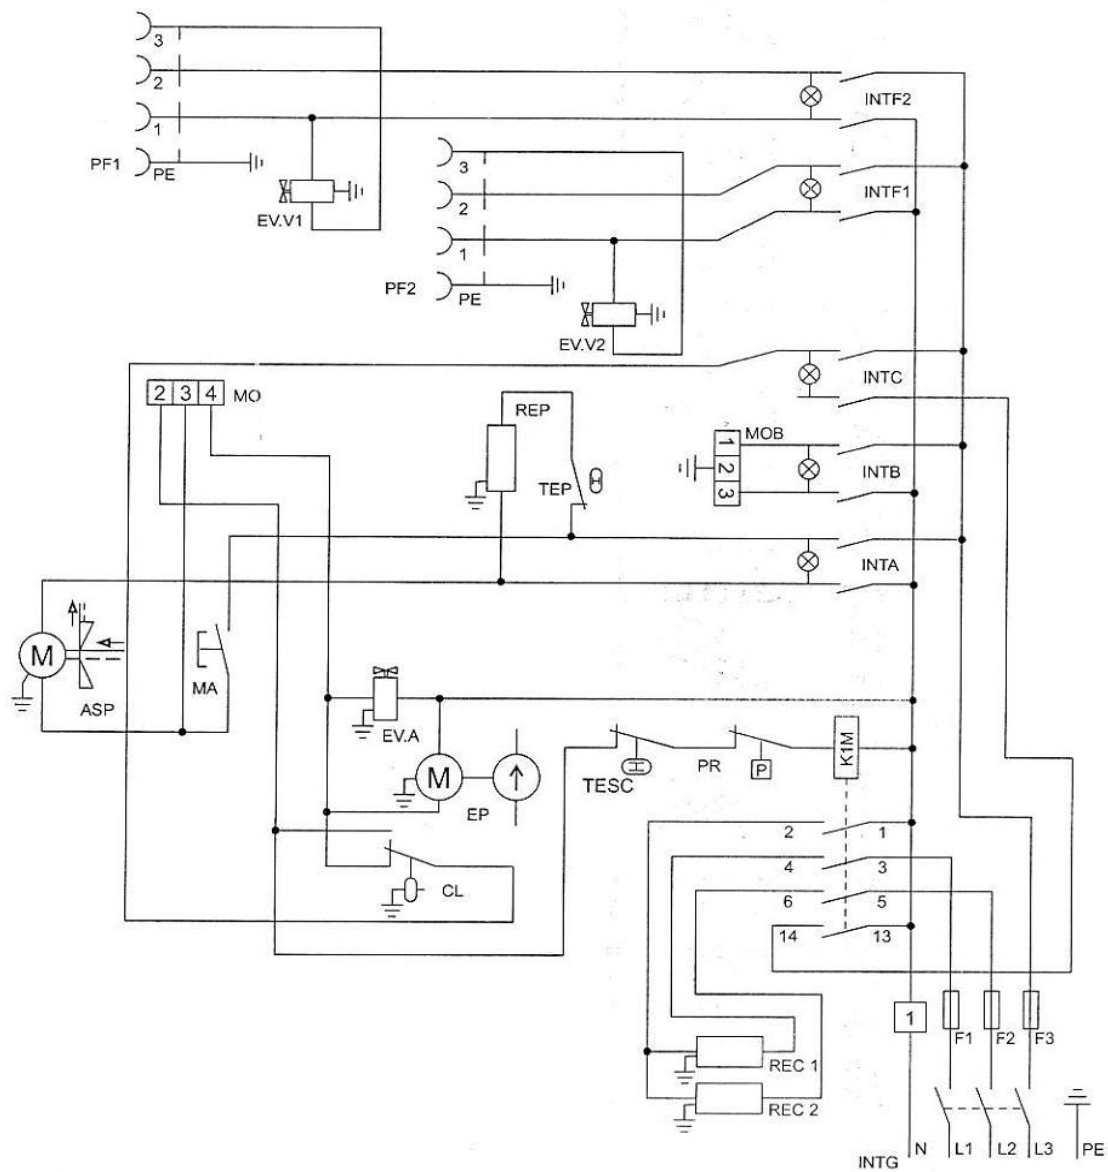 3
2
1
PF1 PE
EV.V1
INTF2
3
2
1
PF2 PE
EV.V2
INTF1
INTC
2 3 4 MO
REP
TEP
1 MOB
2
3
INTB
INTA
M
ASP
MA
EV.A
M
EP
TESC
PR
P
K1M
CL
2 1
4 3
6 5
14 13
1
F1 F2 F3
REC 1
REC 2
INTG N L1 L2 L3 PE